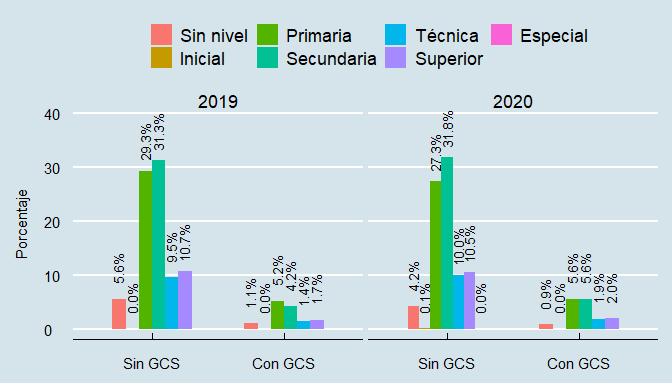 Sin nivel Primaria Técnica Especial
Inicial Secundaria Superior
2019 2020
Porcentaje
40
30
20
10
0
5.6% 0.0% 29.3% 31.3% 9.5% 10.7%
1.1% 0.0% 5.2% 4.2% 1.4% 1.7%
4.2% 0.1% 27.3% 31.8% 10.0% 10.5% 0.0%
0.9% 0.0% 5.6% 5.6% 1.9% 2.0%
Sin GCS Con GCS Sin GCS Con GCS